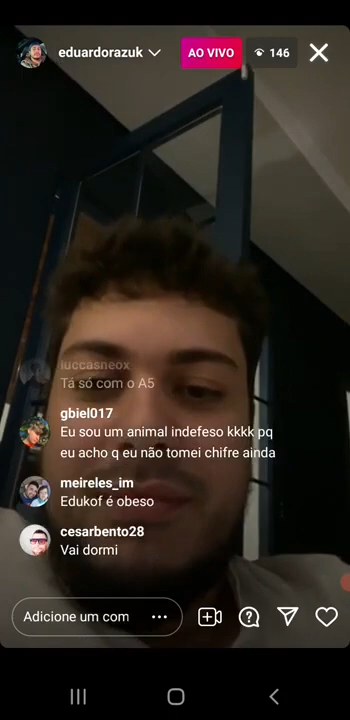 eduardorazuk
AO VIVO
146
luccasneox
Tá só com o A5
gbiel017
Eu sou um animal indefeso kkkk pq
eu acho q eu não tomei chifre ainda
meireles_im
Edukof é obeso
cesarbento28
Vai dormi
Adicione um com